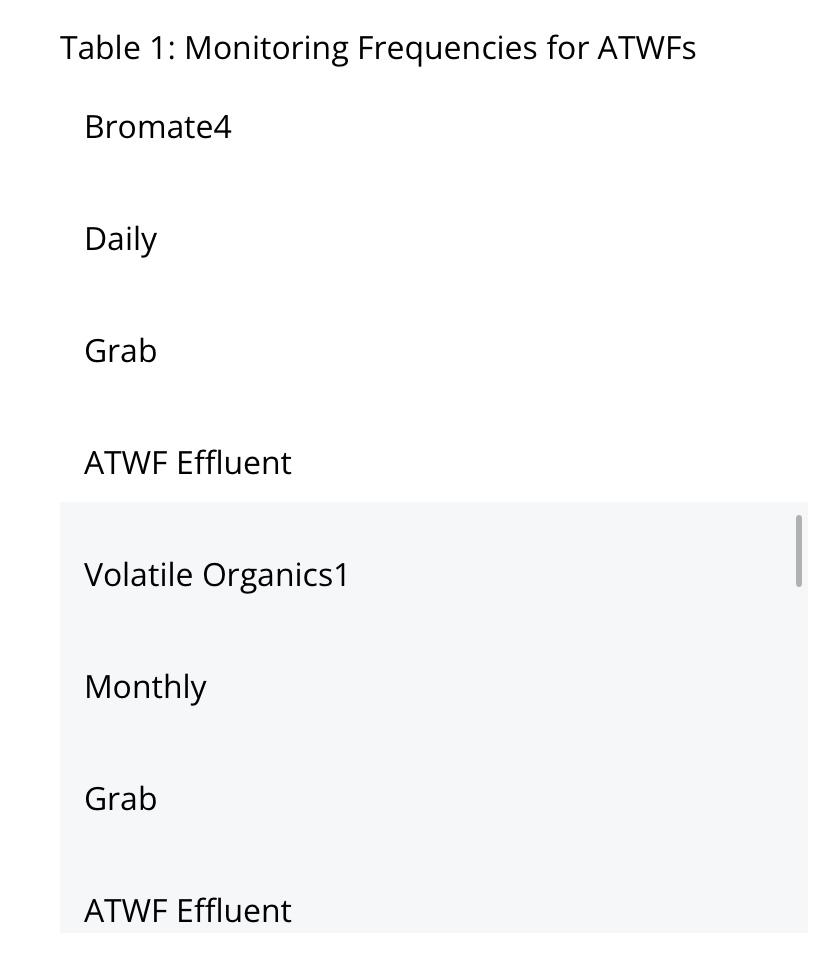 Table 1: Monitoring Frequencies for ATWFs
Bromate4
Daily
Grab
ATWF Effluent
Volatile Organics1
Monthly
Grab
ATWF Effluent